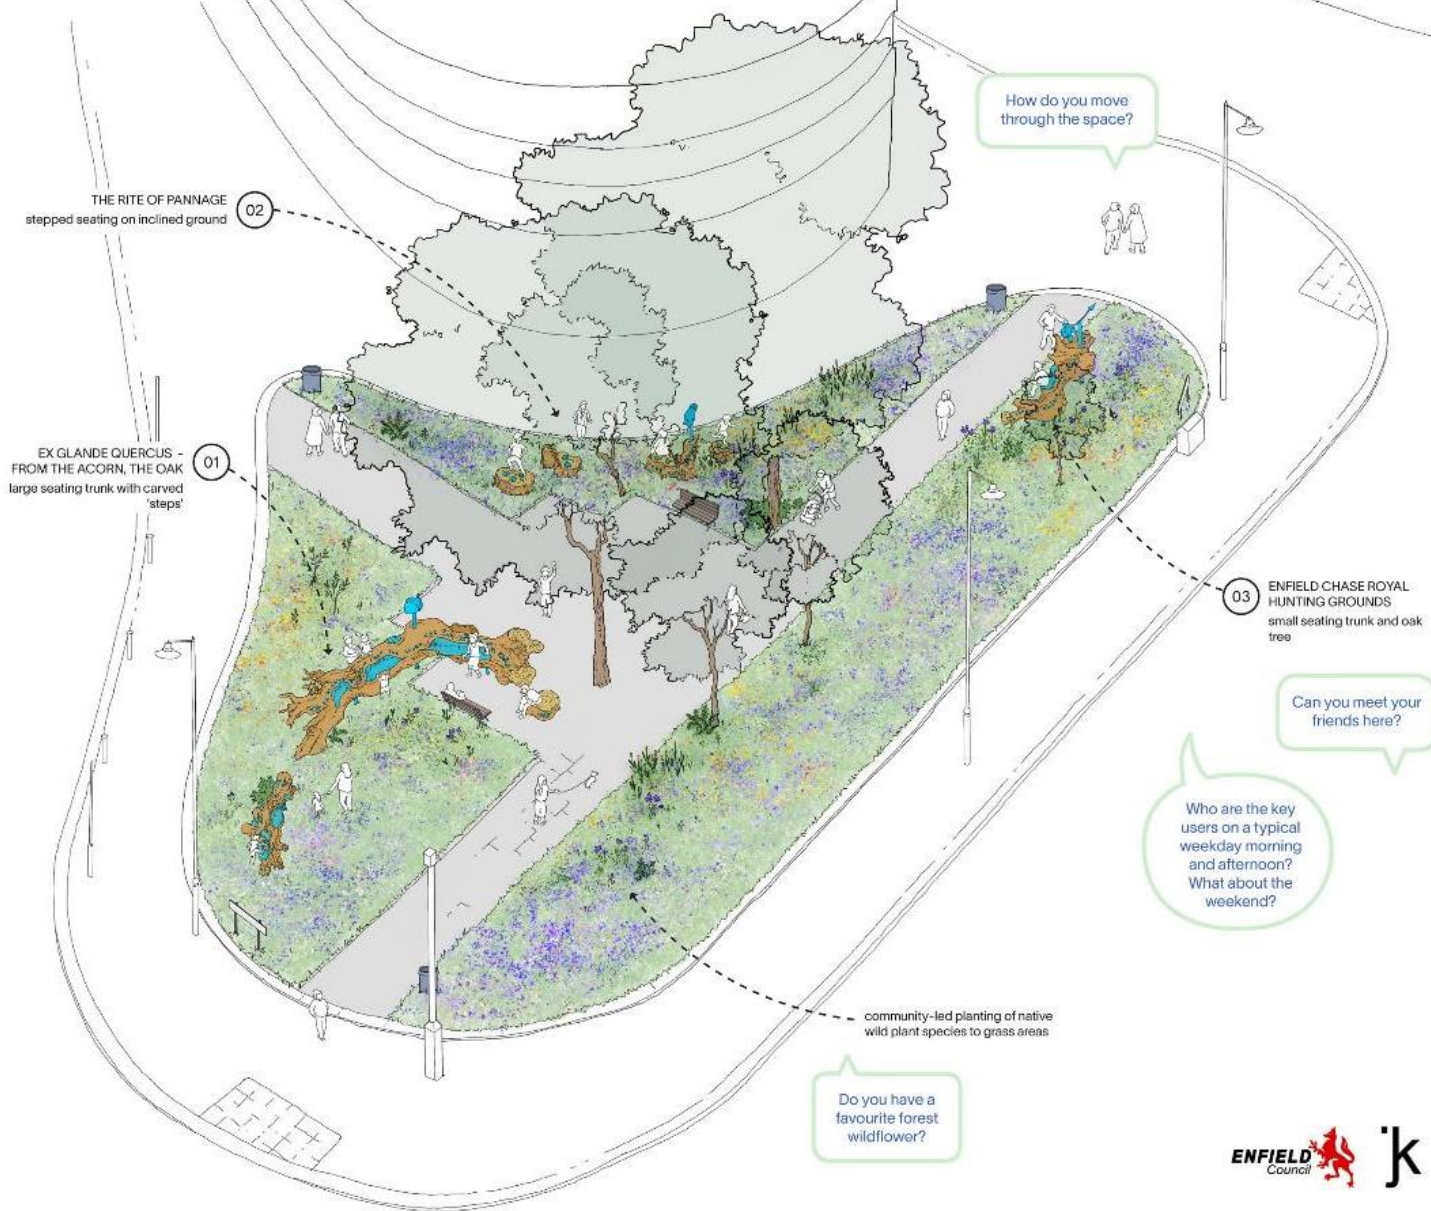 How do you move
through the space?
THE RITE OF PANNAGE
stepped seating on inclined ground
02
EX GLANDE QUERCUS -
FROM THE ACORN, THE OAK
large seating trunk with carved
'steps'
01
03
ENFIELD CHASE ROYAL
HUNTING GROUNDS
small seating trunk and oak
tree
Can you meet your
friends here?
Who are the key
users on a typical
weekday morning
and afternoon?
What about the
weekend?
community-led planting of native
wild plant species to grass areas
Do you have a
favourite forest
wildflower?
ENFIELD
Council
jk